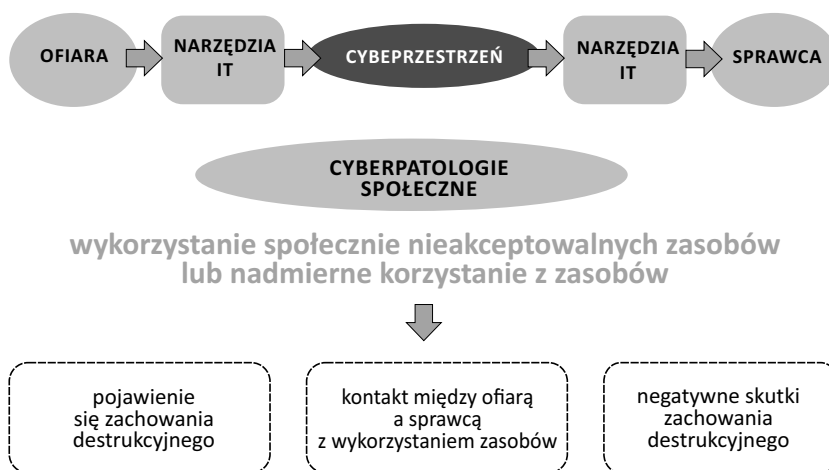 OFIARA
NARZĘDZIA
IT
CYBEPRZESTRZEŃ
NARZĘDZIA
IT
SPRAWCA
CYBERPATOLOGIE
SPOŁECZNE
wykorzystanie społecznie nieakceptowalnych zasobów
lub nadmierne korzystanie z zasobów
pojawienie
się zachowania
destrukcyjnego
kontakt między ofiarą
a sprawcą
z wykorzystaniem zasobów
negatywne skutki
zachowania
destrukcyjnego